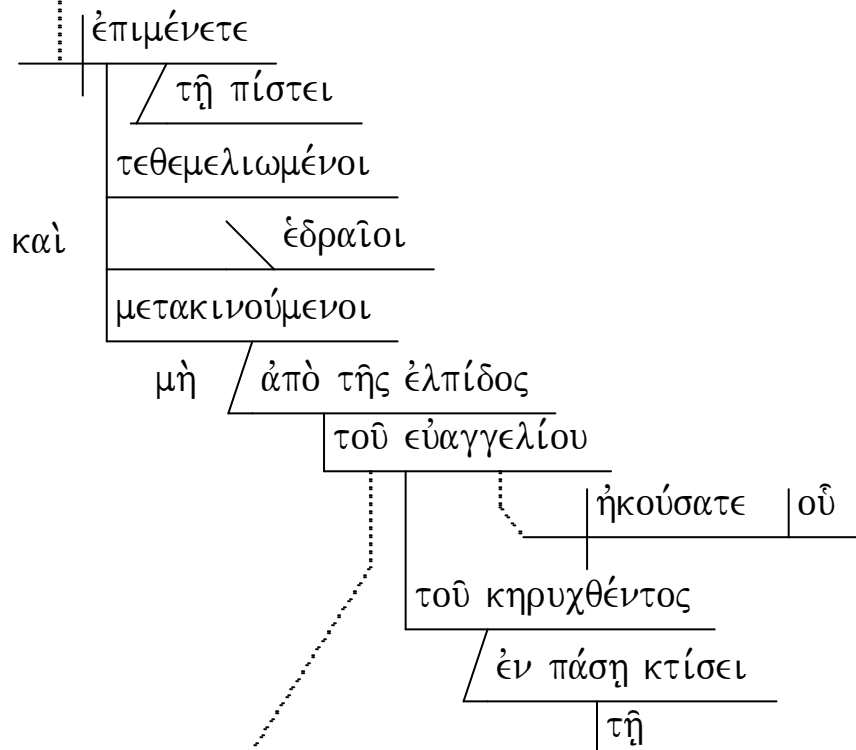 ἐπιμένετε
τῇ πίστει
τεθεμελιωμένοι
καὶ ἑδραῖοι
μετακινούμενοι
μὴ ἀπὸ τῆς ἐλπίδος
τοῦ εὐαγγελίου
ἠκούσατε οὗ
τοῦ κηρυχθέντος
ἐν πάσῃ κτίσει
τῇ